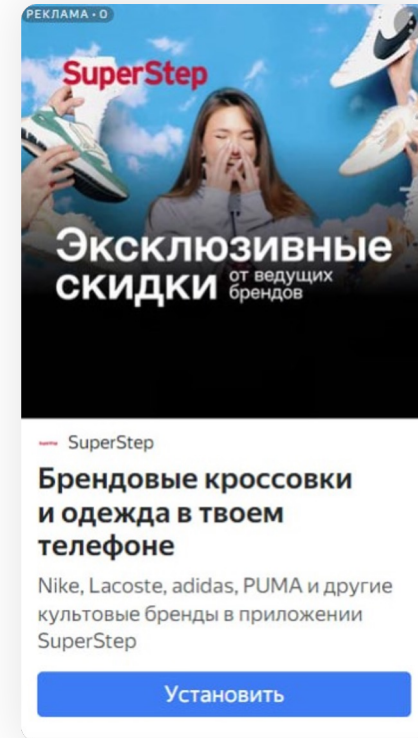 РЕКЛАМА • 0
SuperStep
Эксклюзивные
скидки от ведущих
брендов
SuperStep
Брендовые кроссовки
и одежда в твоем
телефоне
Nike, Lacoste, adidas, PUMA и другие
культовые бренды в приложении
SuperStep
Установить